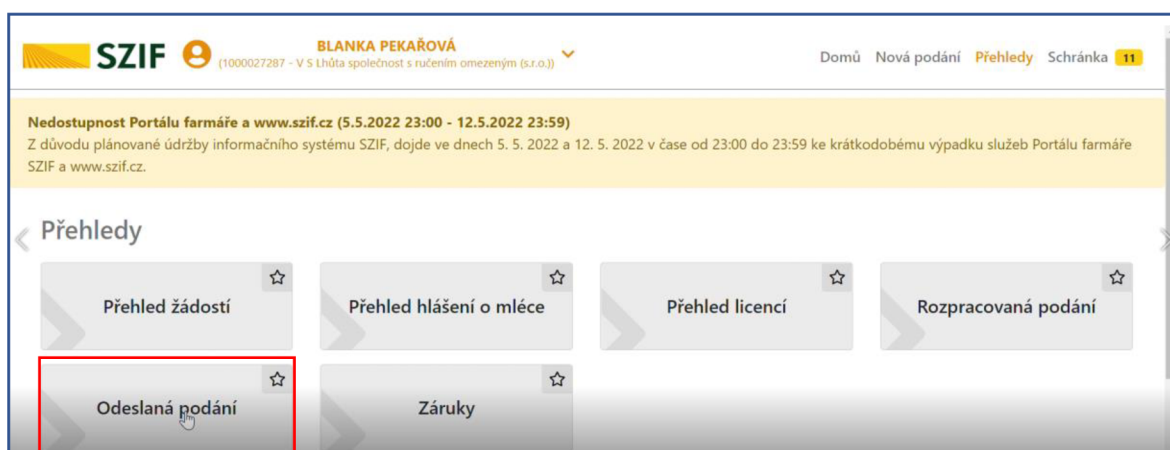 SZIF
BLANKA PEKAŘOVÁ
(1000027287 - V S Lhůta společnost s ručením omezeným (s.r.o.))
Domů Nová podání Přehledy Schránka 11
Nedostupnost Portálu farmáře a www.szif.cz (5.5.2022 23:00 - 12.5.2022 23:59)
Z důvodu plánované údržby informačního systému SZIF, dojde ve dnech 5. 5. 2022 a 12. 5. 2022 v čase od 23:00 do 23:59 ke krátkodobému výpadku služeb Portálu farmáře
SZIF a www.szif.cz.
Přehledy
Přehled žádostí
Přehled hlášení o mléce
Přehled licencí
Rozpracovaná podání
Odeslaná podání
Záruky